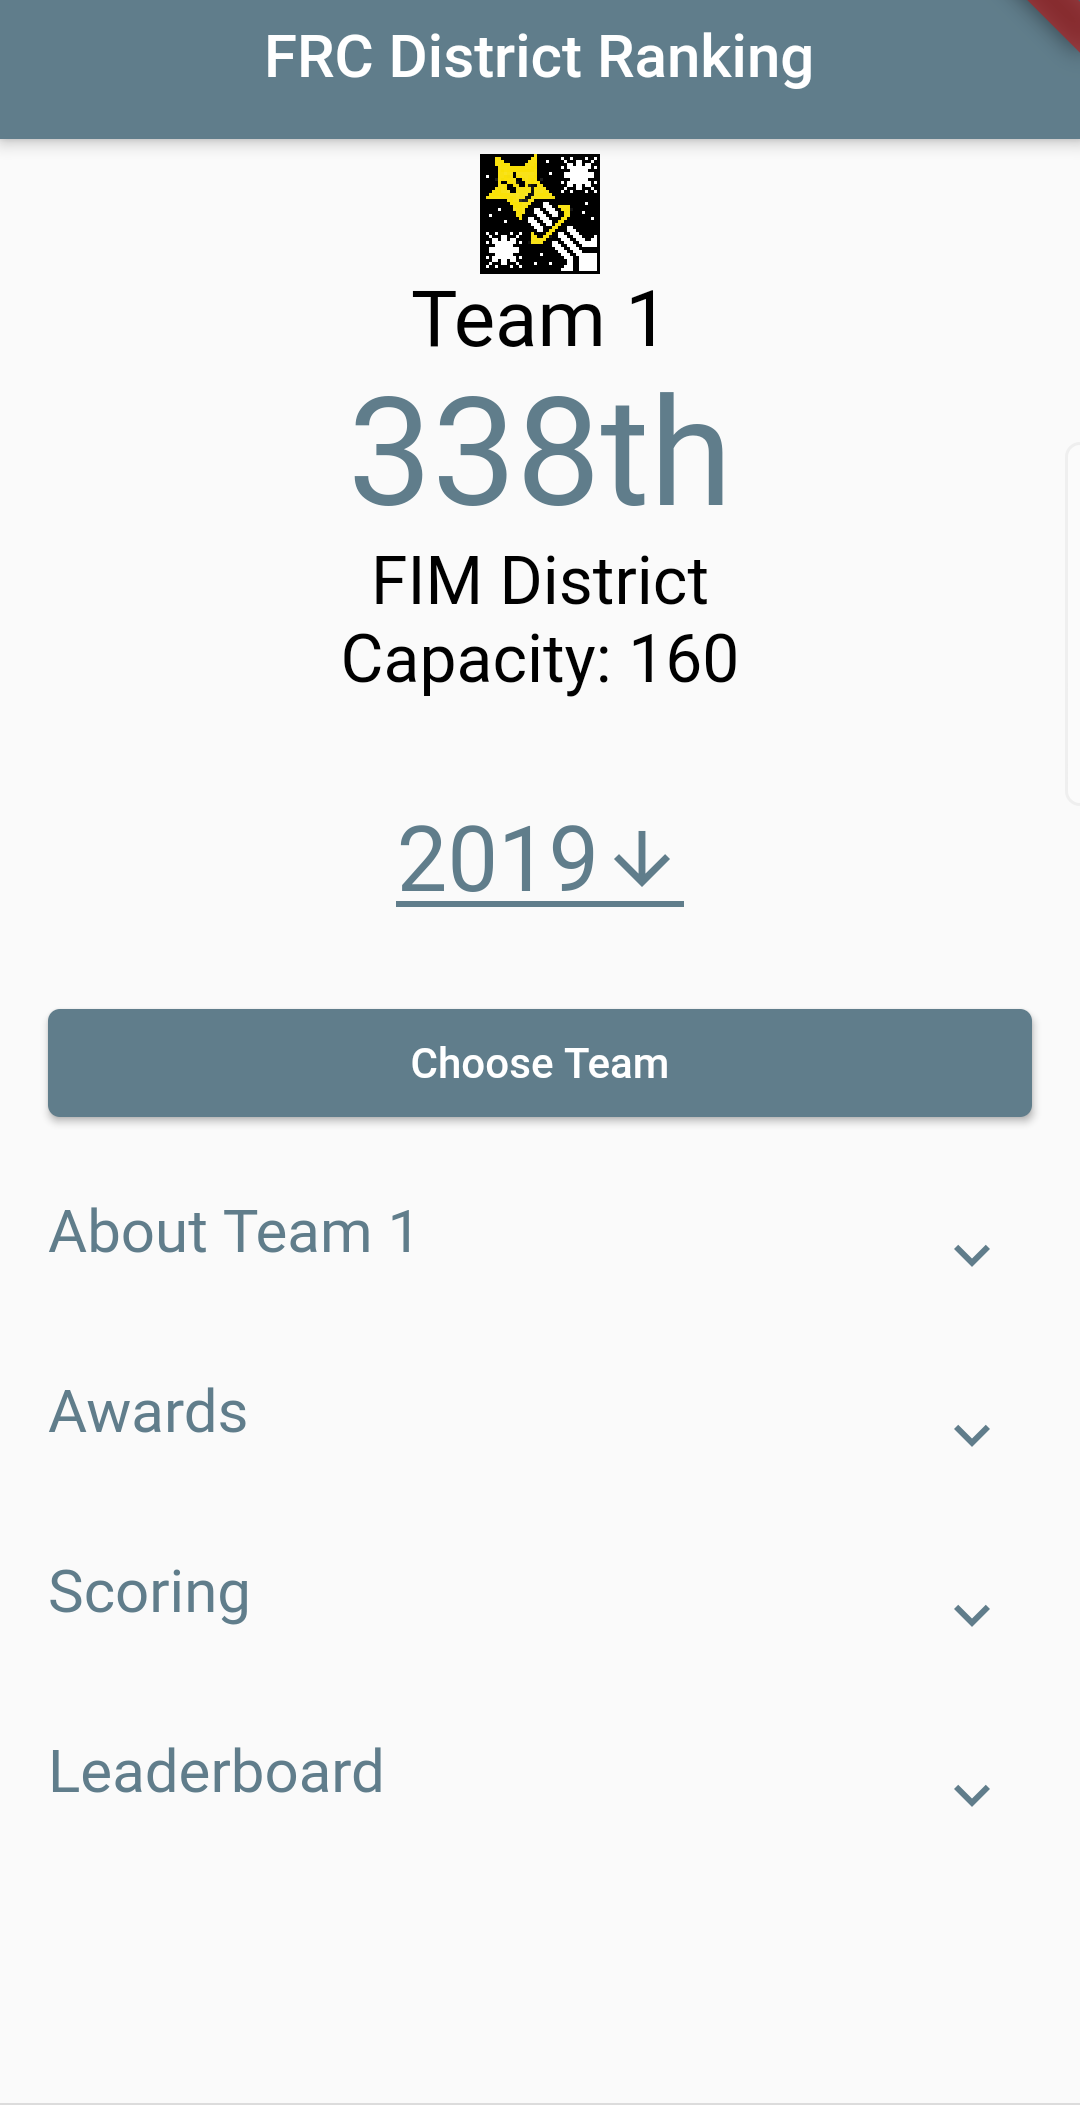 FRC District Ranking
Team 1
338th
FIM District
Capacity: 160
2019
Choose Team
About Team 1
Awards
Scoring
Leaderboard